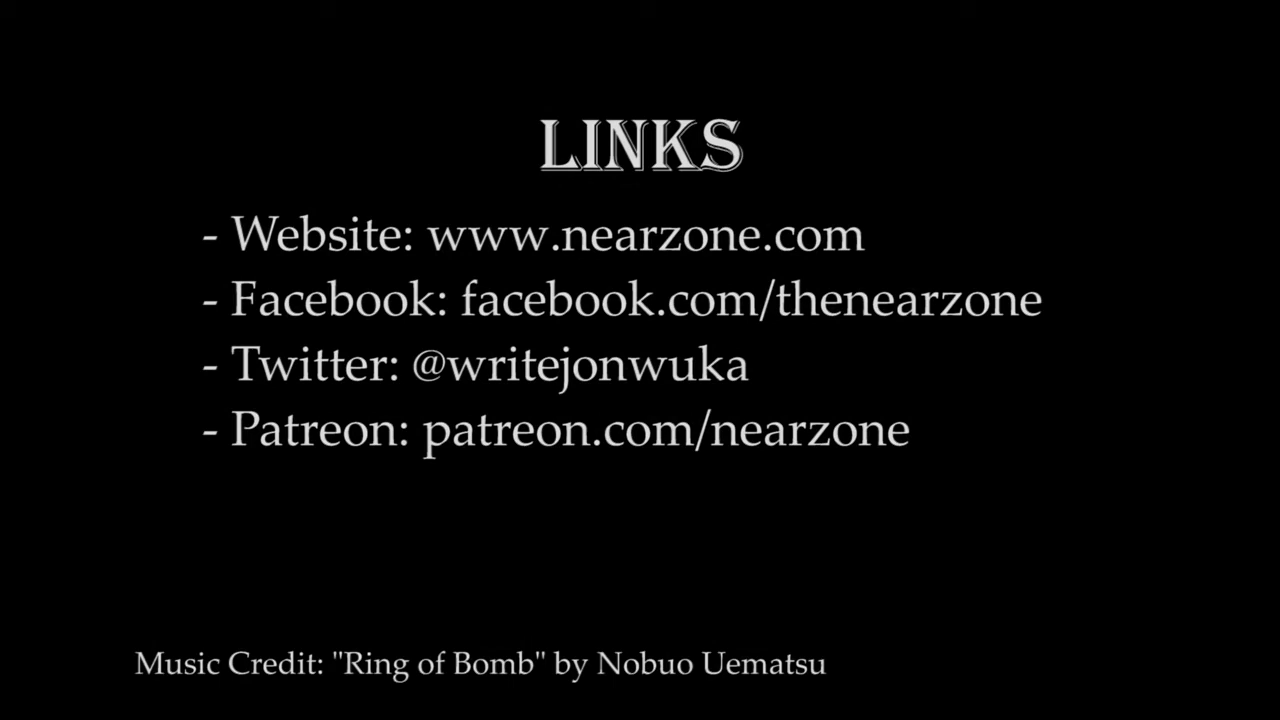 LINKS
- Website: www.nearzone.com
- Facebook: facebook.com/thenearzone
- Twitter: @writejonwuka
- Patreon: patreon.com/nearzone
Music Credit: "Ring of Bomb" by Nobuo Uematsu